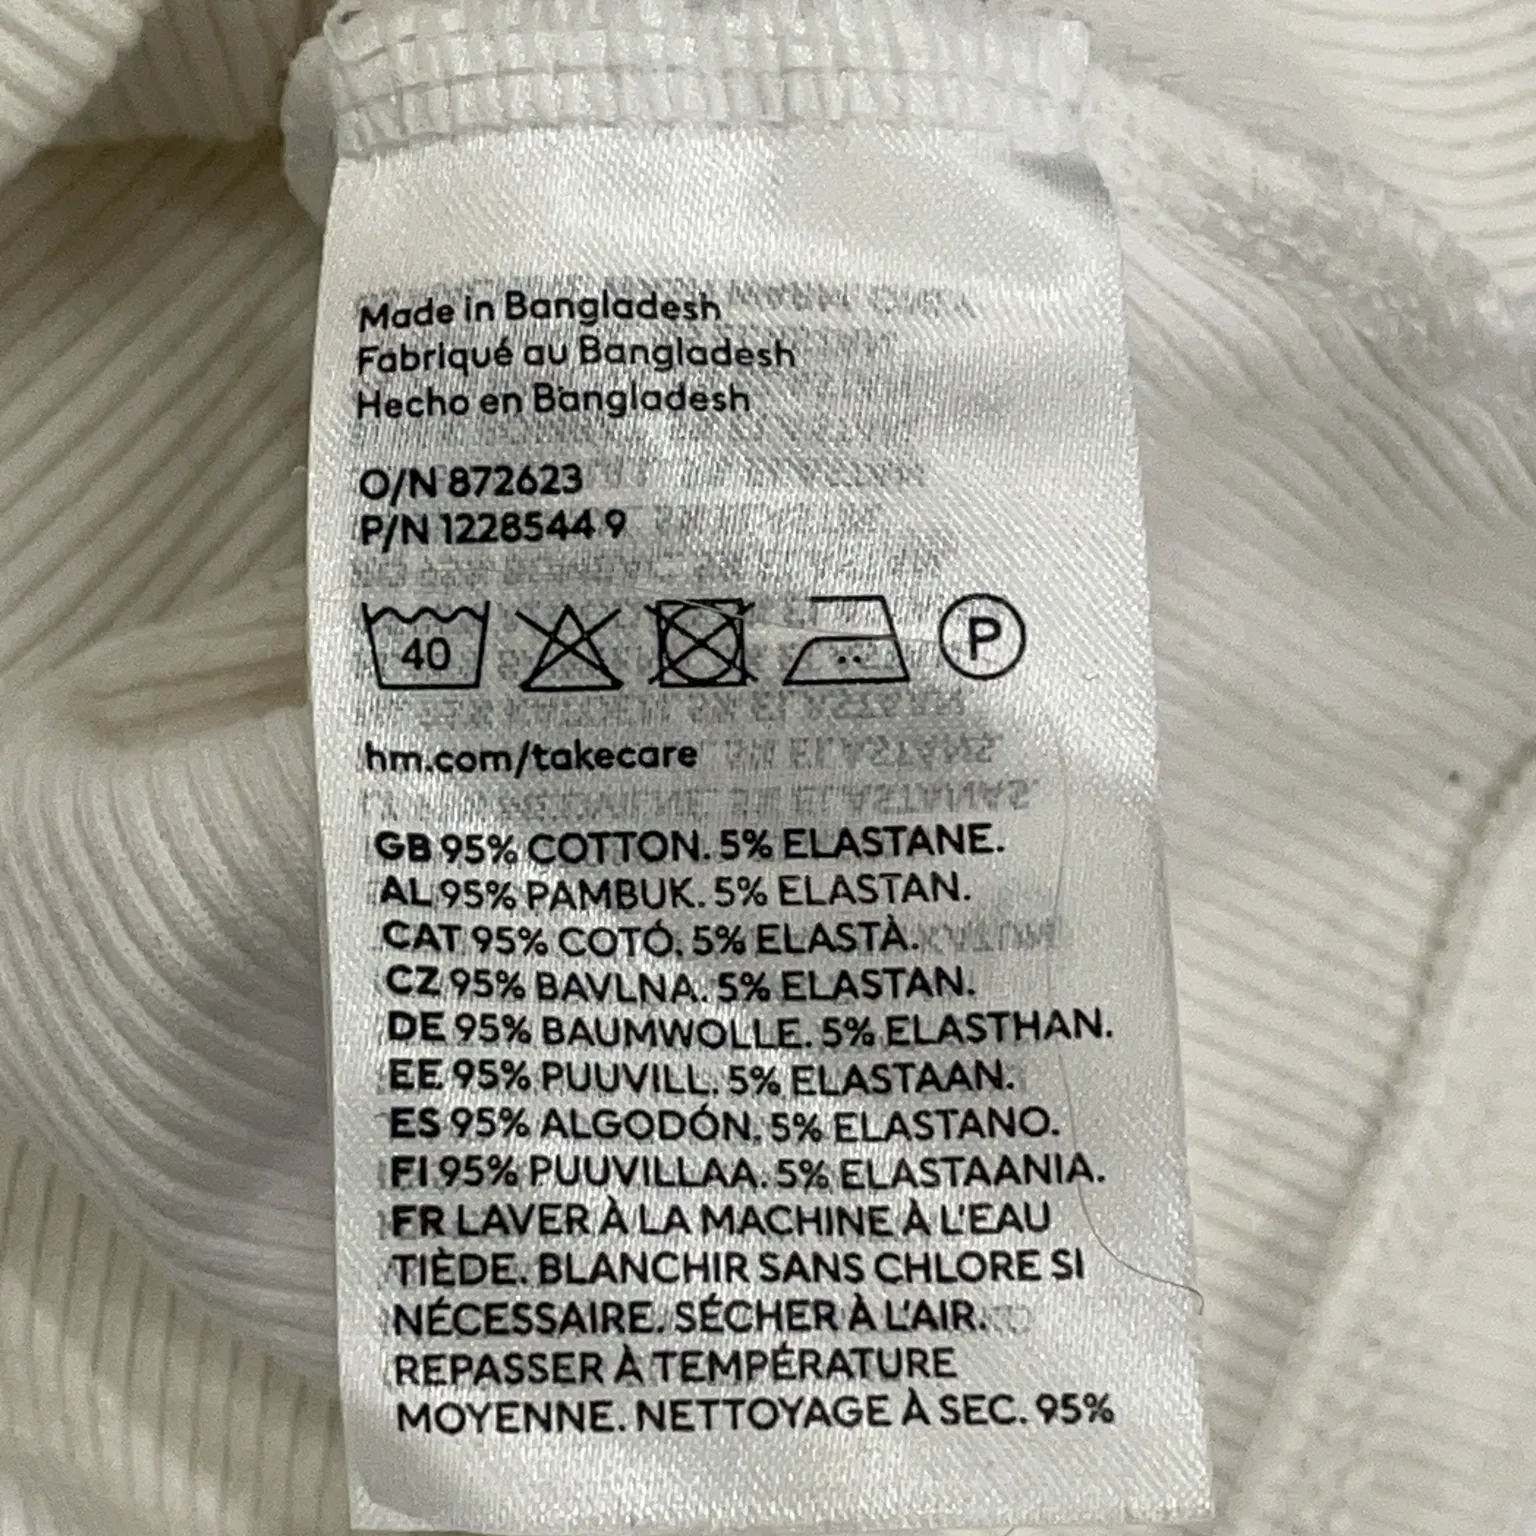 Made in Bangladesh
Fabriqué au Bangladesh
Hecho en Bangladesh
O/N 872623
P/N 1228544 9
40 P
hm.com/takecare
GB 95% COTTON. 5% ELASTANE.
AL 95% PAMBUK. 5% ELASTAN.
CAT 95% COTÓ. 5% ELASTÀ.
CZ 95% BAVLNA. 5% ELASTAN.
DE 95% BAUMWOLLE. 5% ELASTHAN.
EE 95% PUUVILL. 5% ELASTAAN.
ES 95% ALGODÓN. 5% ELASTANO.
FI 95% PUUVILLAA. 5% ELASTAANIA.
FR LAVER À LA MACHINE À L'EAU
TIÈDE. BLANCHIR SANS CHLORE SI
NÉCESSAIRE. SÉCHER À L'AIR.
REPASSER À TEMPÉRATURE
MOYENNE. NETTOYAGE À SEC. 95%